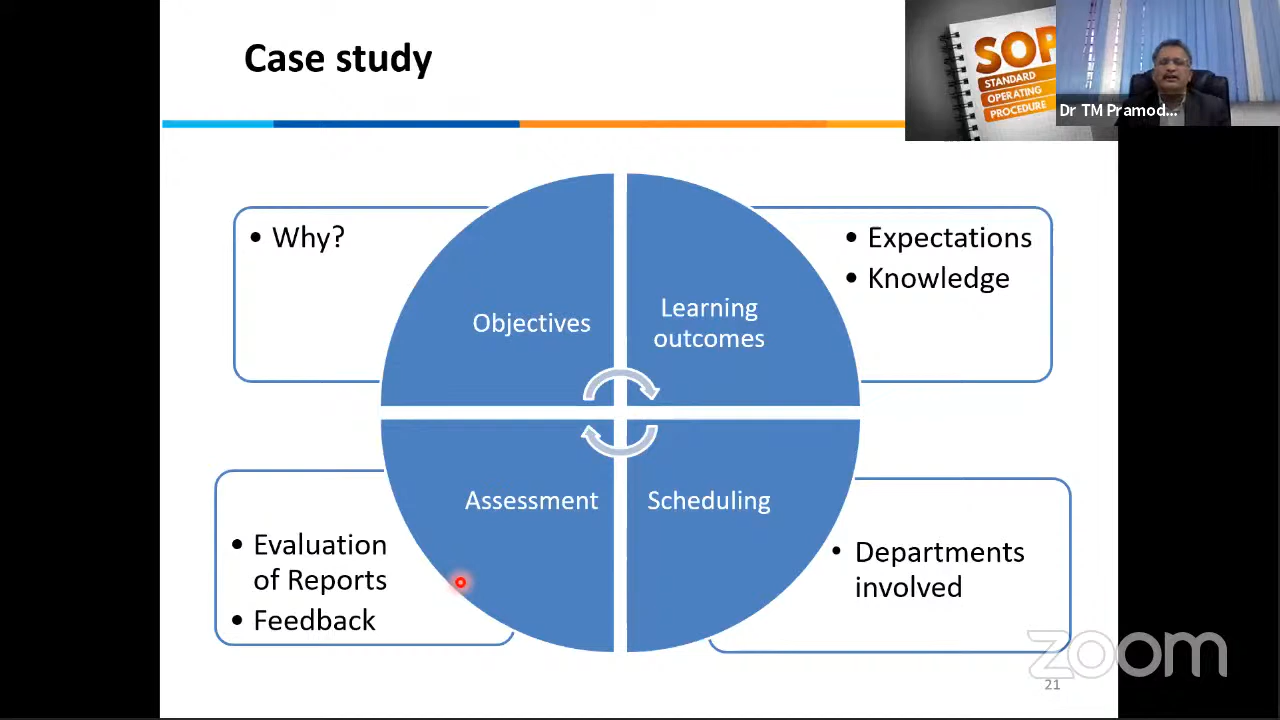 Case study
SOP
STANDARD
OPERATING
PROCEDURE
Dr TM Pramod...
• Why?
• Expectations
• Knowledge
Objectives
Learning
outcomes
Assessment
Scheduling
• Evaluation
of Reports
• Feedback
• Departments
involved
zoom
21